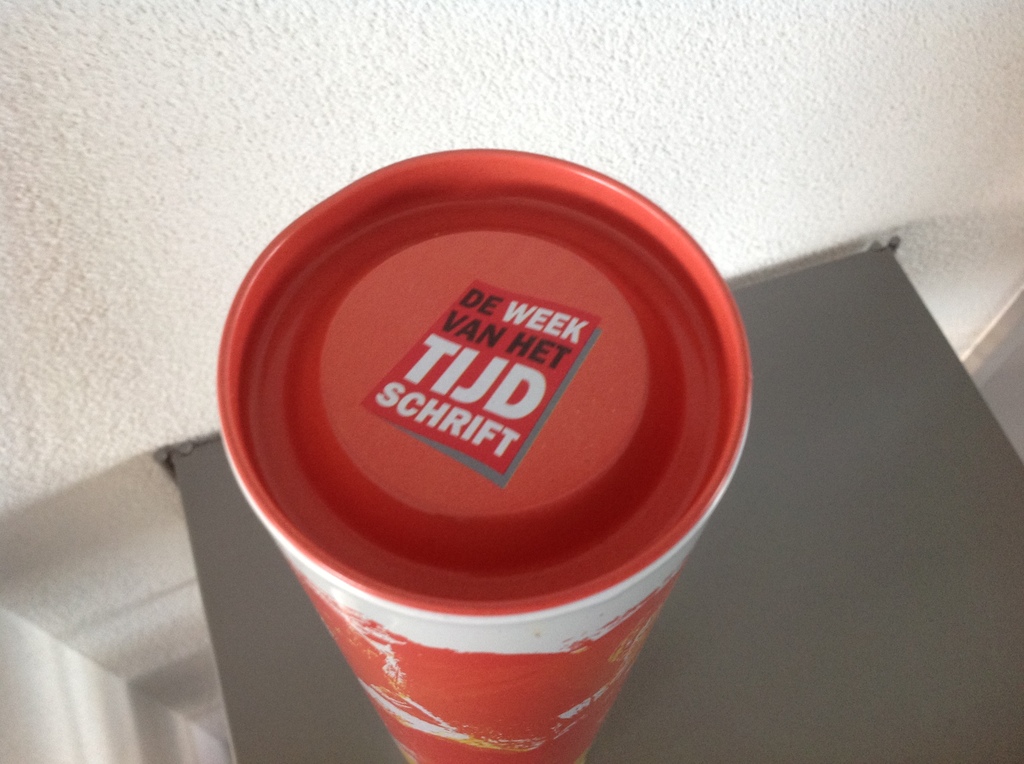 DE WEEK
VAN HET
TIJD
SCHRIFT